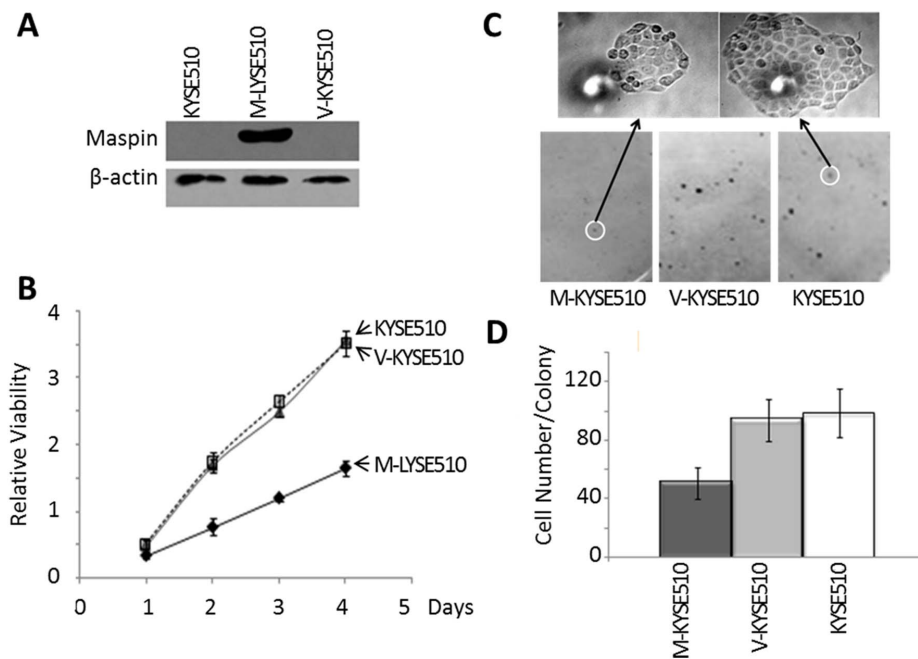 A
KYSE510
M-LYSE510
V-KYSE510
Maspin
β-actin
B
Relative Viability
4
3
2
1
0
0 1 2 3 4 5 Days
KYSE510
V-KYSE510
M-LYSE510
C
M-KYSE510 V-KYSE510 KYSE510
D
Cell Number/Colony
120
80
40
0
M-KYSE510
V-KYSE510
KYSE510